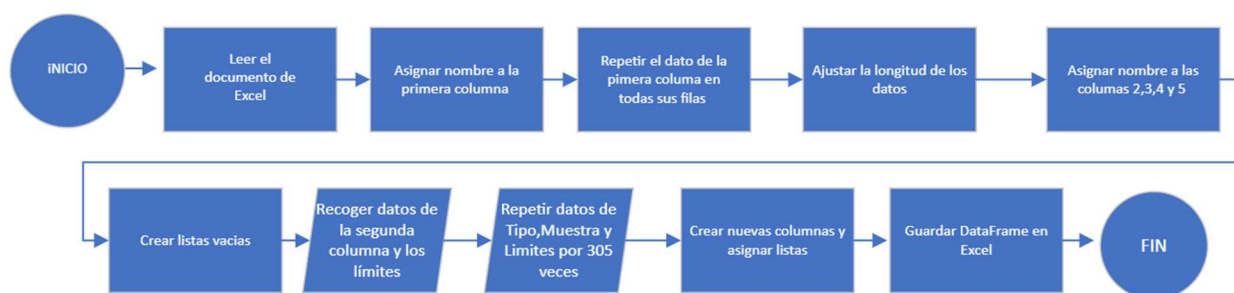 iNICIO
Leer el
documento de
Excel
Asignar nombre a la
primera columna
Repetir el dato de la
pimera columa en
todas sus filas
Ajustar la longitud de los
datos
Asignar nombre a las
columas 2,3,4 y 5
Crear listas vacias
Recoger datos de
la segunda
columna y los
límites
Repetir datos de
Tipo,Muestra y
Limites por 305
veces
Crear nuevas columnas y
asignar listas
Guardar DataFrame en
Excel
FIN